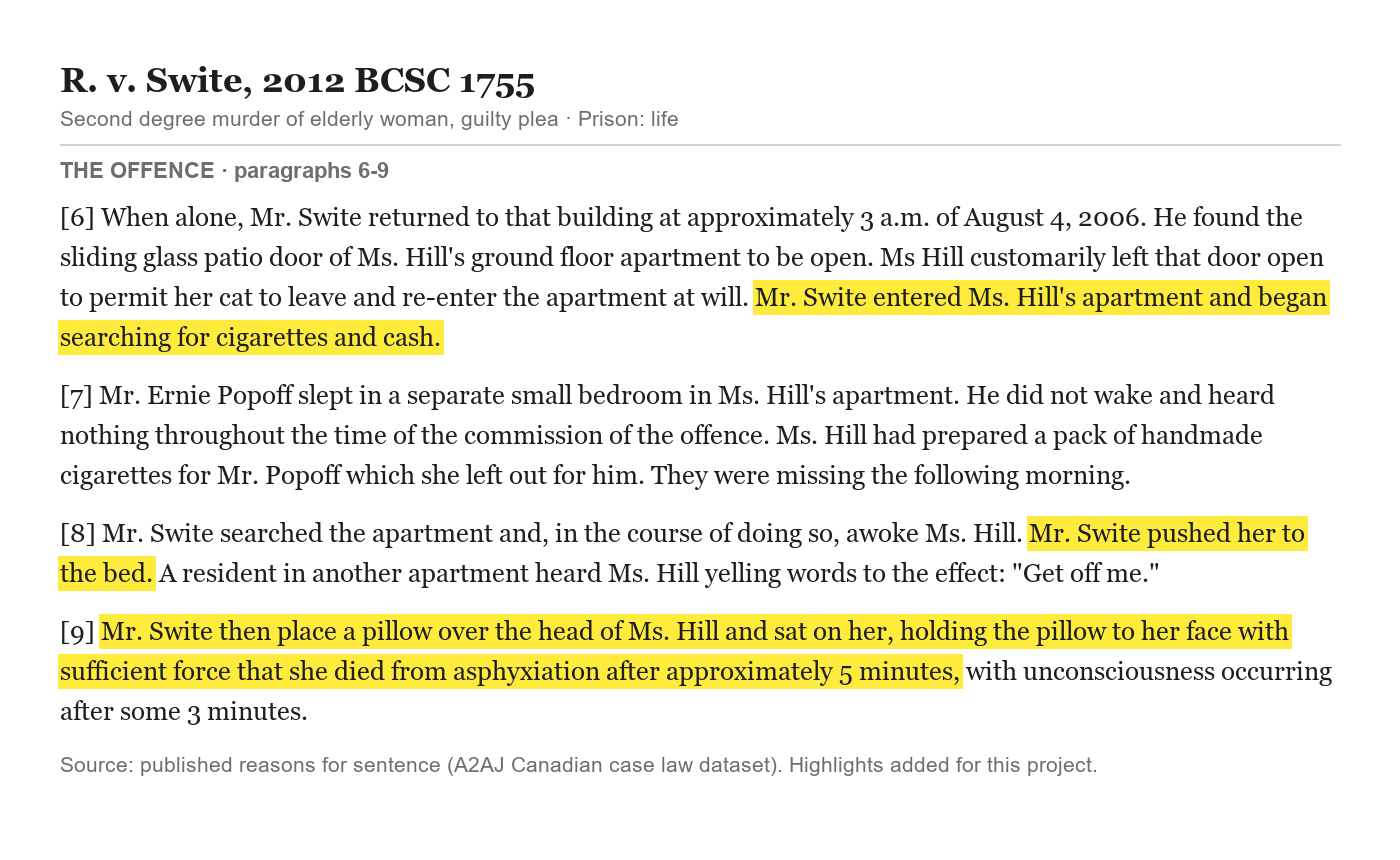 R. v. Swite, 2012 BCSC 1755
Second degree murder of elderly woman, guilty plea · Prison: life
THE OFFENCE · paragraphs 6-9
[6] When alone, Mr. Swite returned to that building at approximately 3 a.m. of August 4, 2006. He found the
sliding glass patio door of Ms. Hill's ground floor apartment to be open. Ms Hill customarily left that door open
to permit her cat to leave and re-enter the apartment at will. Mr. Swite entered Ms. Hill's apartment and began
searching for cigarettes and cash.
[7] Mr. Ernie Popoff slept in a separate small bedroom in Ms. Hill's apartment. He did not wake and heard
nothing throughout the time of the commission of the offence. Ms. Hill had prepared a pack of handmade
cigarettes for Mr. Popoff which she left out for him. They were missing the following morning.
[8] Mr. Swite searched the apartment and, in the course of doing so, awoke Ms. Hill. Mr. Swite pushed her to
the bed. A resident in another apartment heard Ms. Hill yelling words to the effect: "Get off me."
[9] Mr. Swite then place a pillow over the head of Ms. Hill and sat on her, holding the pillow to her face with
sufficient force that she died from asphyxiation after approximately 5 minutes, with unconsciousness occurring
after some 3 minutes.
Source: published reasons for sentence (A2AJ Canadian case law dataset). Highlights added for this project.